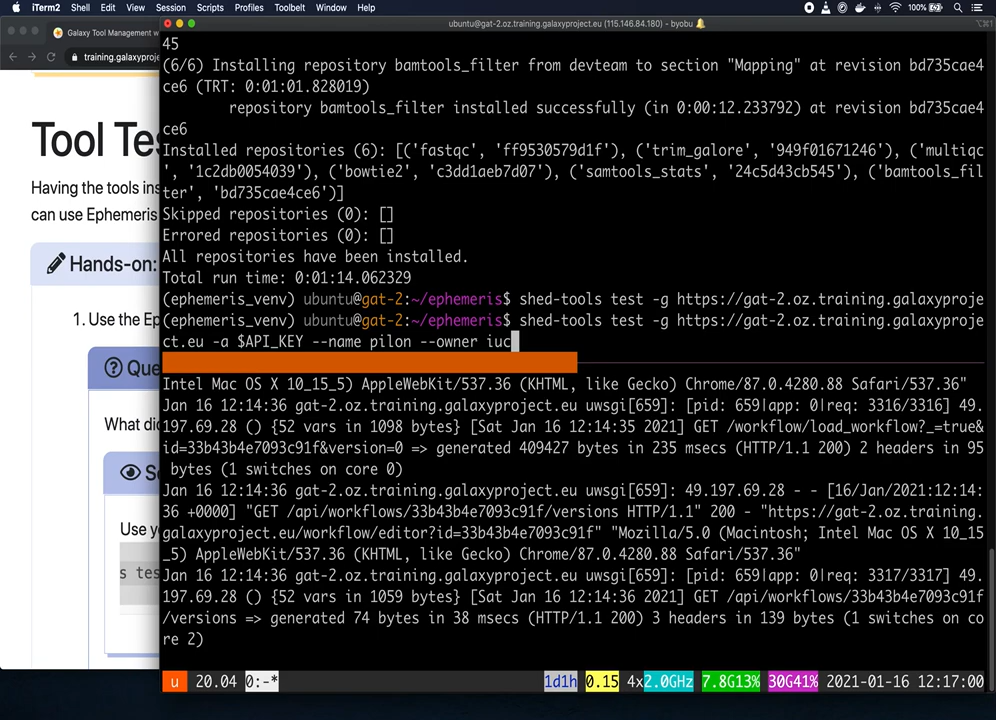 iTerm2 Shell Edit View Session Scripts Profiles Toolbelt Window Help 100%
ubuntu@gat-2.oz.training.galaxyproject.eu (115.146.84.180) - byobu
Galaxy Tool Management w
training.galaxyproje
45
(6/6) Installing repository bamtools_filter from devteam to section "Mapping" at revision bd735cae4
ce6 (TRT: 0:01:01.828019)
repository bamtools_filter installed successfully (in 0:00:12.233792) at revision bd735cae4
ce6
Installed repositories (6): [('fastqc', 'ff9530579d1f'), ('trim_galore', '949f01671246'), ('multiqc
', '1c2db0054039'), ('bowtie2', 'c3dd1aeb7d07'), ('samtools_stats', '24c5d43cb545'), ('bamtools_fil
ter', 'bd735cae4ce6')]
Skipped repositories (0): []
Errored repositories (0): []
All repositories have been installed.
Total run time: 0:01:14.062329
(ephemeris_venv) ubuntu@gat-2:~/ephemeris$ shed-tools test -g https://gat-2.oz.training.galaxyproje
(ephemeris_venv) ubuntu@gat-2:~/ephemeris$ shed-tools test -g https://gat-2.oz.training.galaxyproje
ct.eu -a $API_KEY --name pilon --owner iuc
Intel Mac OS X 10_15_5) AppleWebKit/537.36 (KHTML, like Gecko) Chrome/87.0.4280.88 Safari/537.36"
Jan 16 12:14:36 gat-2.oz.training.galaxyproject.eu uwsgi[659]: [pid: 659|app: 0|req: 3316/3316] 49.
197.69.28 () {52 vars in 1098 bytes} [Sat Jan 16 12:14:35 2021] GET /workflow/load_workflow?_=true&
id=33b43b4e7093c91f&version=0 => generated 409427 bytes in 235 msecs (HTTP/1.1 200) 2 headers in 95
bytes (1 switches on core 0)
Jan 16 12:14:36 gat-2.oz.training.galaxyproject.eu uwsgi[659]: 49.197.69.28 - - [16/Jan/2021:12:14:
36 +0000] "GET /api/workflows/33b43b4e7093c91f/versions HTTP/1.1" 200 - "https://gat-2.oz.training.
galaxyproject.eu/workflow/editor?id=33b43b4e7093c91f" "Mozilla/5.0 (Macintosh; Intel Mac OS X 10_15
_5) AppleWebKit/537.36 (KHTML, like Gecko) Chrome/87.0.4280.88 Safari/537.36"
Jan 16 12:14:36 gat-2.oz.training.galaxyproject.eu uwsgi[659]: [pid: 659|app: 0|req: 3317/3317] 49.
197.69.28 () {52 vars in 1059 bytes} [Sat Jan 16 12:14:36 2021] GET /api/workflows/33b43b4e7093c91f
/versions => generated 74 bytes in 38 msecs (HTTP/1.1 200) 3 headers in 139 bytes (1 switches on co
re 2)
u 20.04 0:-* 1d1h 0.15 4x2.0GHz 7.8G13% 30G41% 2021-01-16 12:17:00
Tool Tes
Having the tools ins
can use Ephemeris
Hands-on:
1. Use the Ep
Que
What did
So
Use yo
s tes